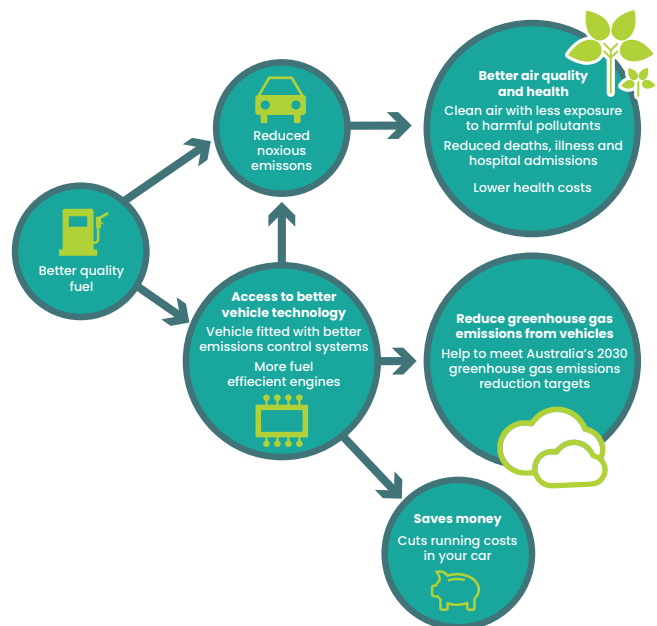 Better quality
fuel
Reduced
noxious
emissons
Better air quality
and health
Clean air with less exposure
to harmful pollutants
Reduced deaths, illness and
hospital admissions
Lower health costs
Access to better
vehicle technology
Vehicle fitted with better
emissions control systems
More fuel
effiecient engines
Reduce greenhouse gas
emissions from vehicles
Help to meet Australia's 2030
greenhouse gas emissions
reduction targets
Saves money
Cuts running costs
in your car